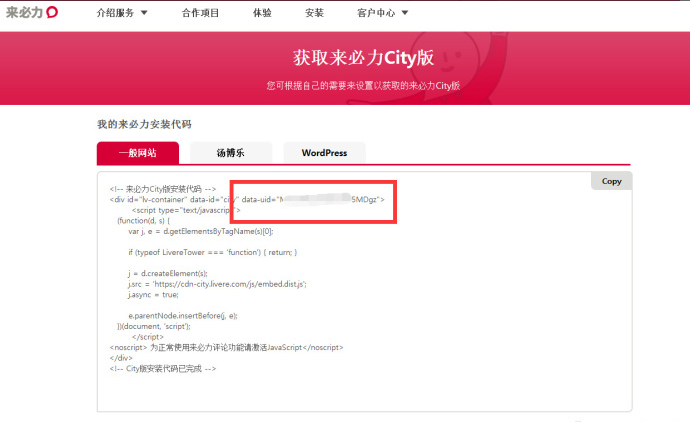 来必力
介绍服务 合作项目 体验 安装 客户中心
获取来必力City版
您可根据自己的需要来设置以获取的来必力City版
我的来必力安装代码
一般网站 汤博乐 WordPress
Copy
<!-- 来必力City版安装代码 -->
<div id="lv-container" data-id="city" data-uid="M 5MDgz">
<script type="text/javascript">
(function(d, s) {
var j, e = d.getElementsByTagName(s)[0];
if (typeof LivereTower === 'function') { return; }
j = d.createElement(s);
j.src = 'https://cdn-city.livere.com/js/embed.dist.js';
j.async = true;
e.parentNode.insertBefore(j, e);
})(document, 'script');
</script>
<noscript> 为正常使用来必力评论功能请激活JavaScript</noscript>
</div>
<!-- City版安装代码已完成 -->